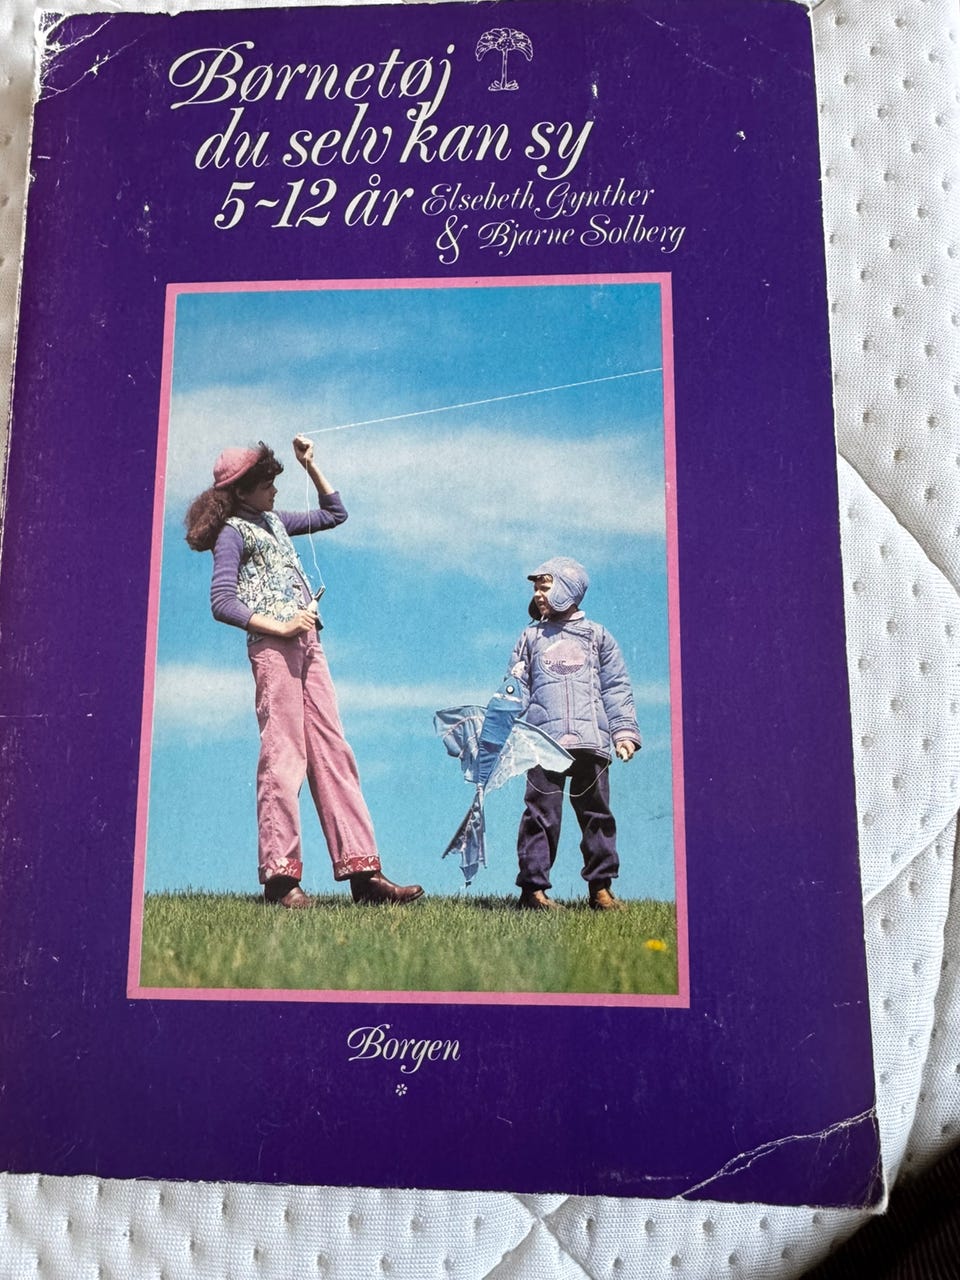 Børnetøj
du selv kan sy
5-12 år Elsebeth Gynther
& Bjarne Solberg
Borgen